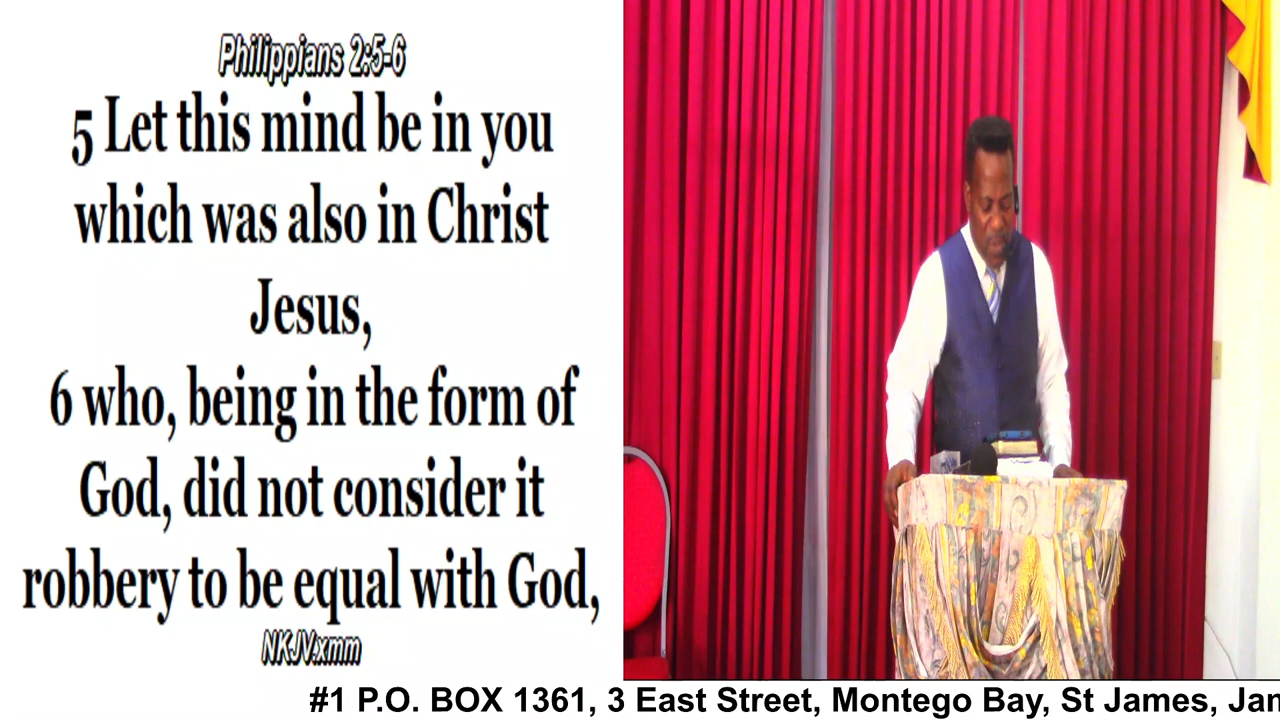 Philippians 2:5-6
5 Let this mind be in you
which was also in Christ
Jesus,
6 who, being in the form of
God, did not consider it
robbery to be equal with God,
NKJV.xmm
#1 P.O. BOX 1361, 3 East Street, Montego Bay, St James, Jan